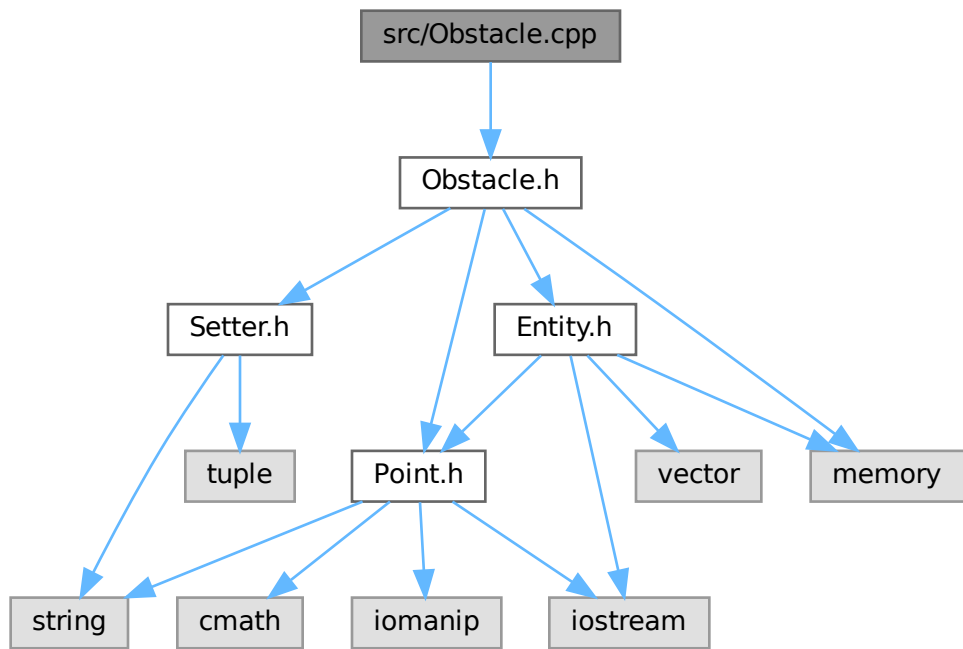 src/Obstacle.cpp
Obstacle.h
Setter.h
Entity.h
tuple
Point.h
vector
memory
string
cmath
iomanip
iostream